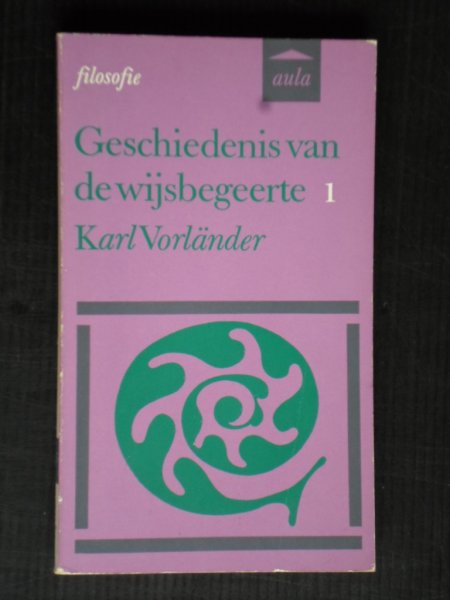 filosofie
aula
Geschiedenis van
de wijsbegeerte 1
Karl Vorländer